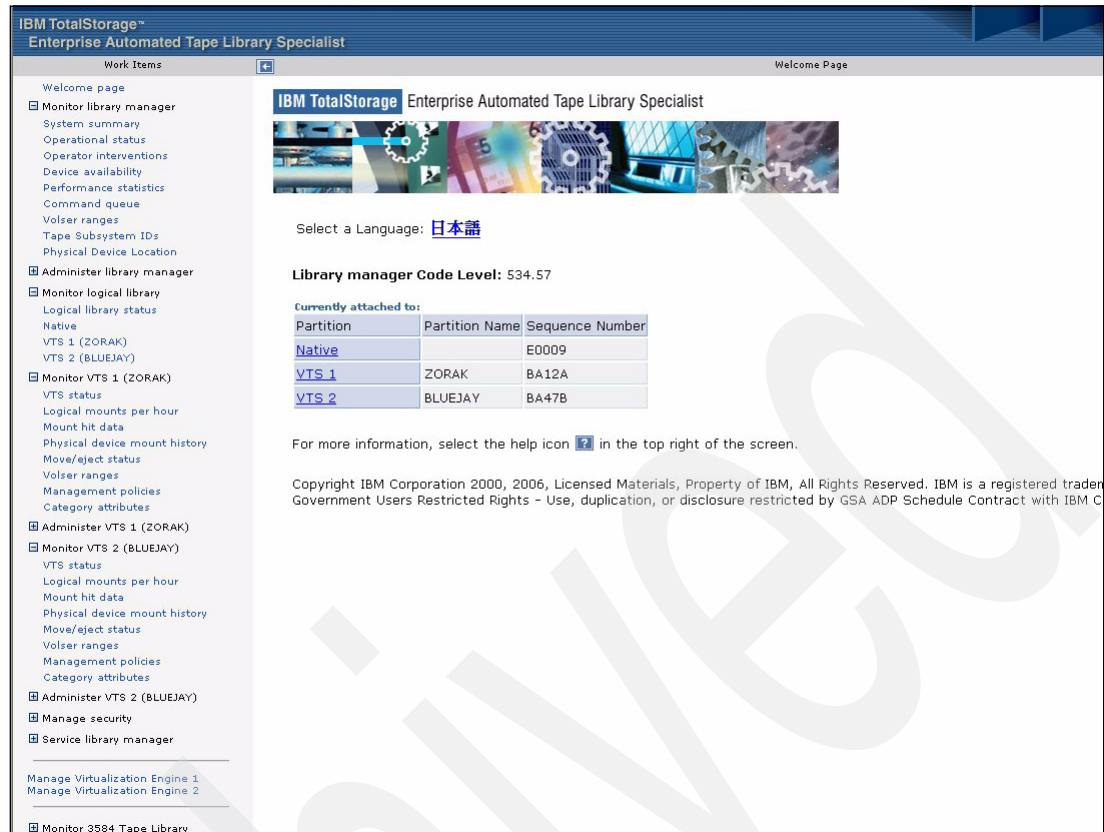 IBM TotalStorage™
Enterprise Automated Tape Library Specialist
Work Items
Welcome Page
Welcome page
Monitor library manager
System summary
Operational status
Operator interventions
Device availability
Performance statistics
Command queue
Volser ranges
Tape Subsystem IDs
Physical Device Location
Administer library manager
Monitor logical library
Logical library status
Native
VTS 1 (ZORAK)
VTS 2 (BLUEJAY)
Monitor VTS 1 (ZORAK)
VTS status
Logical mounts per hour
Mount hit data
Physical device mount history
Move/eject status
Volser ranges
Management policies
Category attributes
Administer VTS 1 (ZORAK)
Monitor VTS 2 (BLUEJAY)
VTS status
Logical mounts per hour
Mount hit data
Physical device mount history
Move/eject status
Volser ranges
Management policies
Category attributes
Administer VTS 2 (BLUEJAY)
Manage security
Service library manager
Manage Virtualization Engine 1
Manage Virtualization Engine 2
Monitor 3584 Tape Library
IBM TotalStorage Enterprise Automated Tape Library Specialist
Select a Language: 日本語
Library manager Code Level: 534.57
Currently attached to:
Partition Partition Name Sequence Number
Native E0009
VTS 1 ZORAK BA12A
VTS 2 BLUEJAY BA47B
For more information, select the help icon ? in the top right of the screen.
Copyright IBM Corporation 2000, 2006, Licensed Materials, Property of IBM, All Rights Reserved. IBM is a registered tradem
Government Users Restricted Rights - Use, duplication, or disclosure restricted by GSA ADP Schedule Contract with IBM C